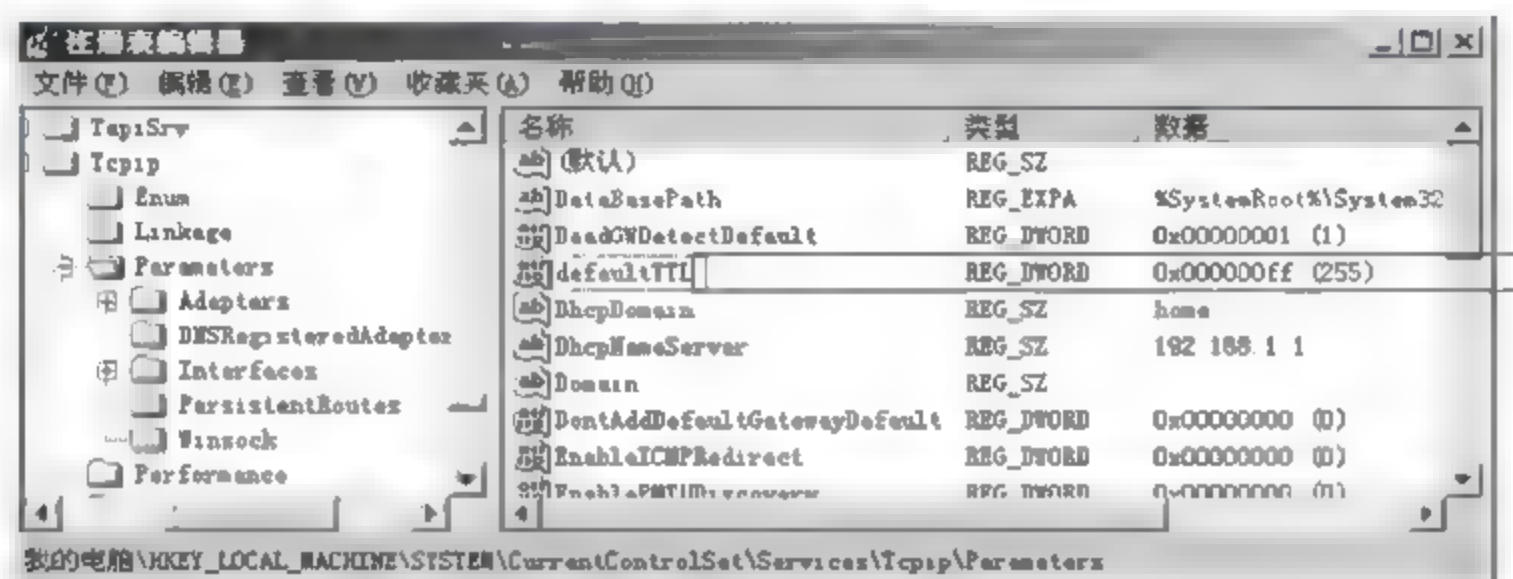 注册表编辑器
文件(F) 编辑(E) 查看(V) 收藏夹(A) 帮助(H)
TapiSrv
Tcpip
Enum
Linkage
Parameters
Adapters
DNSRegisteredAdapter
Interfaces
PersistentRoutes
Winsock
Performance
名称 类型 数据
(默认) REG_SZ
DataBasePath REG_EXPA %SystemRoot%\System32
DeadGWDetectDefault REG_DWORD 0x00000001 (1)
defaultTTL REG_DWORD 0x000000ff (255)
DhcpDomain REG_SZ home
DhcpNameServer REG_SZ 192.168.1.1
Domain REG_SZ
DontAddDefaultGatewayDefault REG_DWORD 0x00000000 (0)
EnableICMPRedirect REG_DWORD 0x00000000 (0)
EnablePMTUDiscovery REG_DWORD 0x00000000 (0)
我的电脑\HKEY_LOCAL_MACHINE\SYSTEM\CurrentControlSet\Services\Tcpip\Parameters